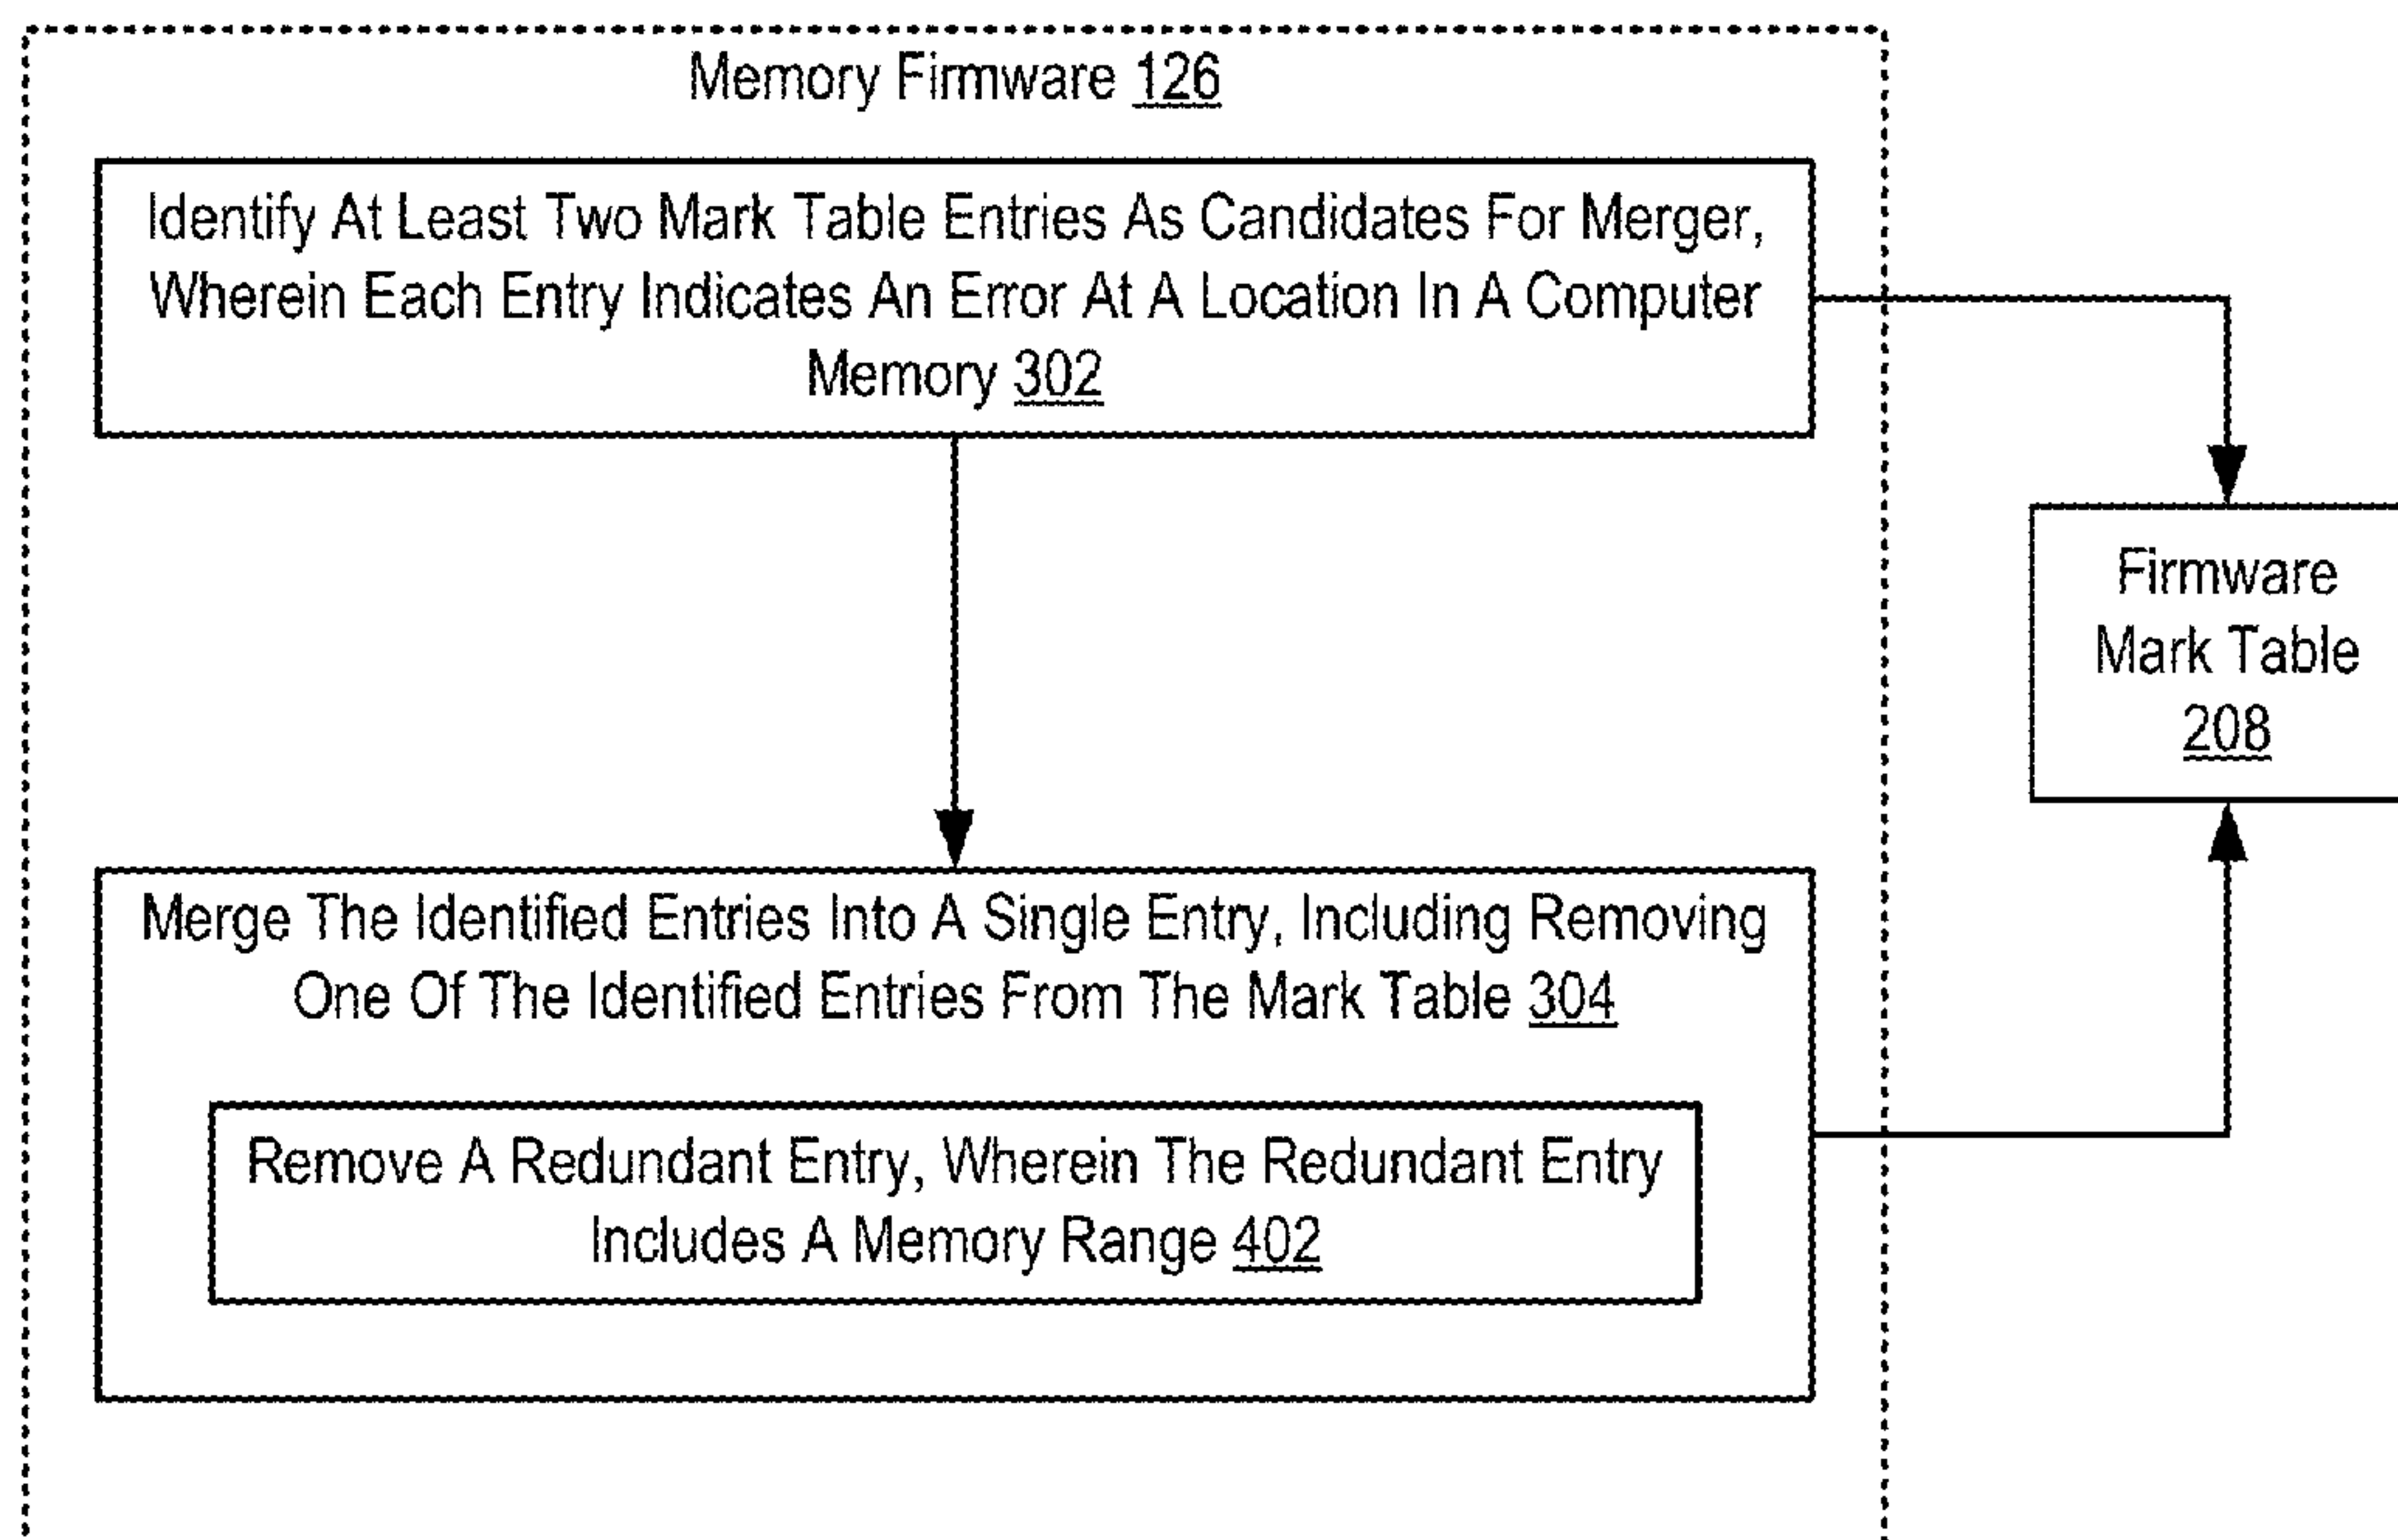 Memory Firmware 126
Identify At Least Two Mark Table Entries As Candidates For Merger,
Wherein Each Entry Indicates An Error At A Location In A Computer
Memory 302
Firmware
Mark Table
208
Merge The Identified Entries Into A Single Entry, Including Removing
One Of The Identified Entries From The Mark Table 304
Remove A Redundant Entry, Wherein The Redundant Entry
Includes A Memory Range 402